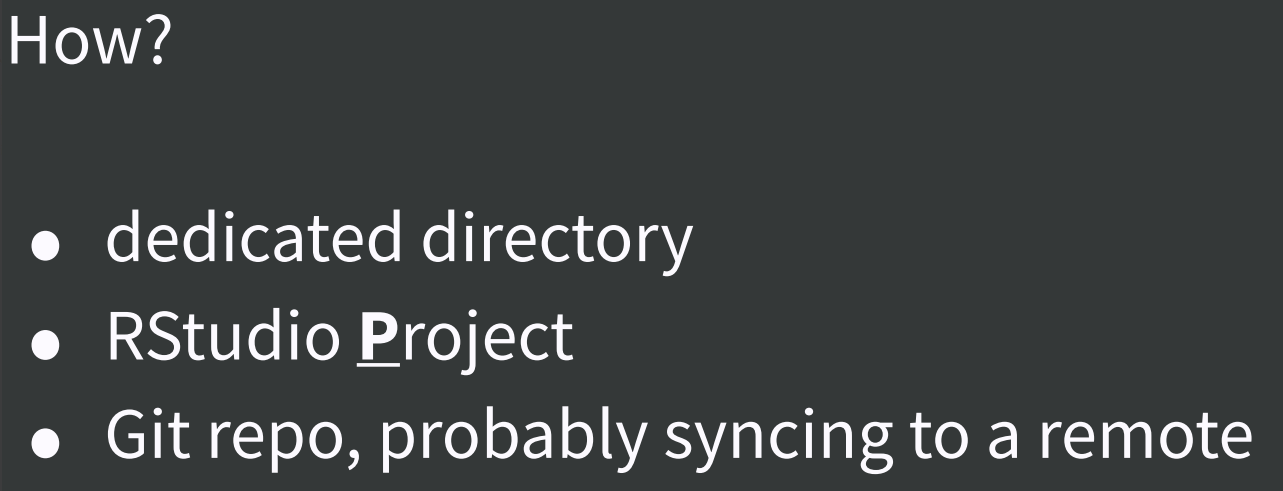 How?
● dedicated directory
● RStudio Project
● Git repo, probably syncing to a remote